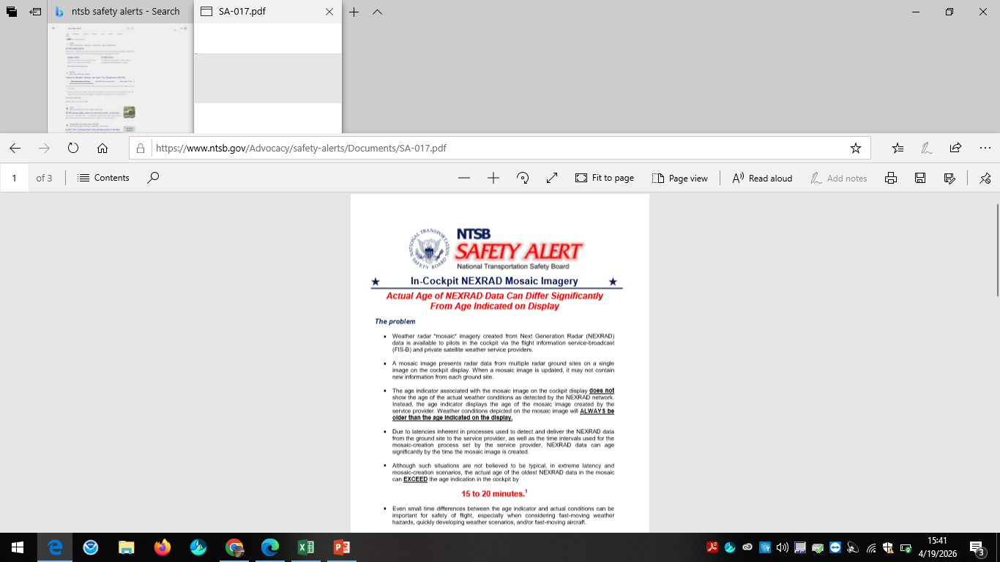 ntsb safety alerts - Search
SA-017.pdf
https://www.ntsb.gov/Advocacy/safety-alerts/Documents/SA-017.pdf
1 of 3 Contents Fit to page Page view Read aloud Add notes
NATIONAL TRANSPORTATION SAFETY BOARD
NTSB
SAFETY ALERT
National Transportation Safety Board
In-Cockpit NEXRAD Mosaic Imagery
Actual Age of NEXRAD Data Can Differ Significantly
From Age Indicated on Display
The problem
• Weather radar "mosaic" imagery created from Next Generation Radar (NEXRAD)
data is available to pilots in the cockpit via the flight information service-broadcast
(FIS-B) and private satellite weather service providers.
• A mosaic image presents radar data from multiple radar ground sites on a single
image on the cockpit display. When a mosaic image is updated, it may not contain
new information from each ground site.
• The age indicator associated with the mosaic image on the cockpit display does not
show the age of the actual weather conditions as detected by the NEXRAD network.
Instead, the age indicator displays the age of the mosaic image created by the
service provider. Weather conditions depicted on the mosaic image will ALWAYS be
older than the age indicated on the display.
• Due to latencies inherent in processes used to detect and deliver the NEXRAD data
from the ground site to the service provider, as well as the time intervals used for the
mosaic-creation process set by the service provider, NEXRAD data can age
significantly by the time the mosaic image is created.
• Although such situations are not believed to be typical, in extreme latency and
mosaic-creation scenarios, the actual age of the oldest NEXRAD data in the mosaic
can EXCEED the age indication in the cockpit by
15 to 20 minutes.1
• Even small time differences between the age indicator and actual conditions can be
important for safety of flight, especially when considering fast-moving weather
hazards, quickly developing weather scenarios, and/or fast-moving aircraft.
15:41
4/19/2026
3